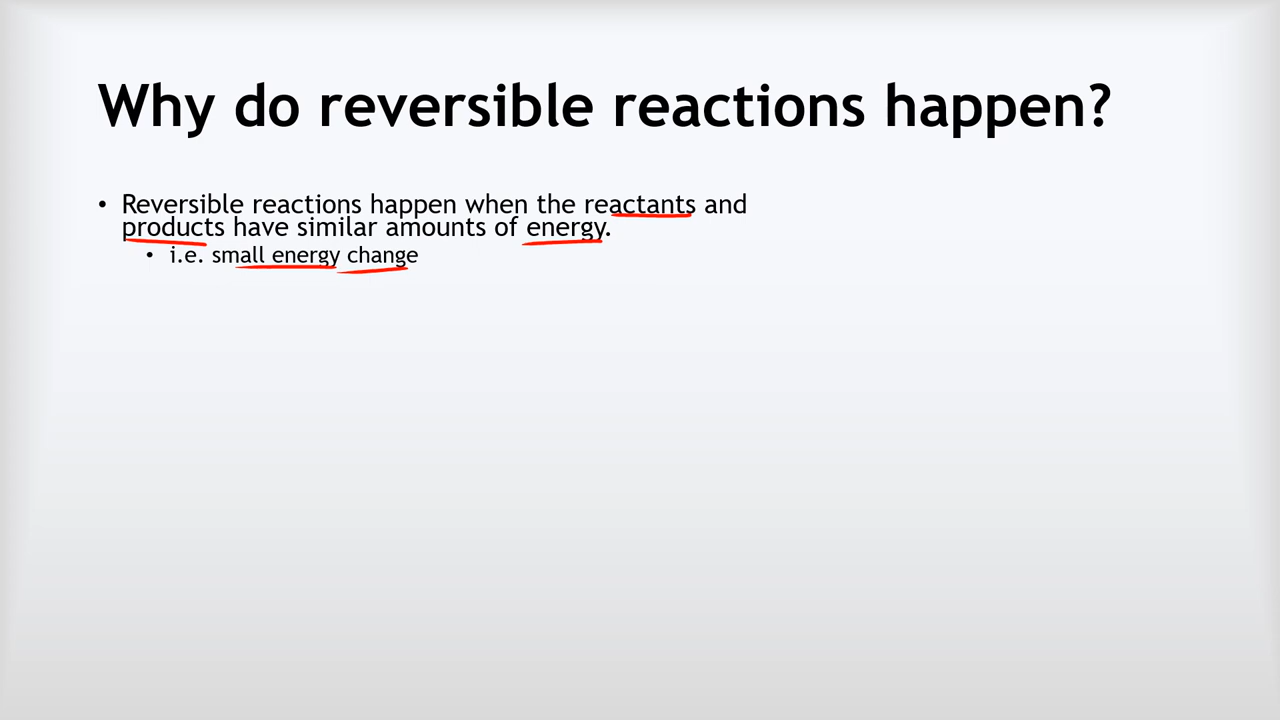 Why do reversible reactions happen?
• Reversible reactions happen when the reactants and
products have similar amounts of energy.
• i.e. small energy change